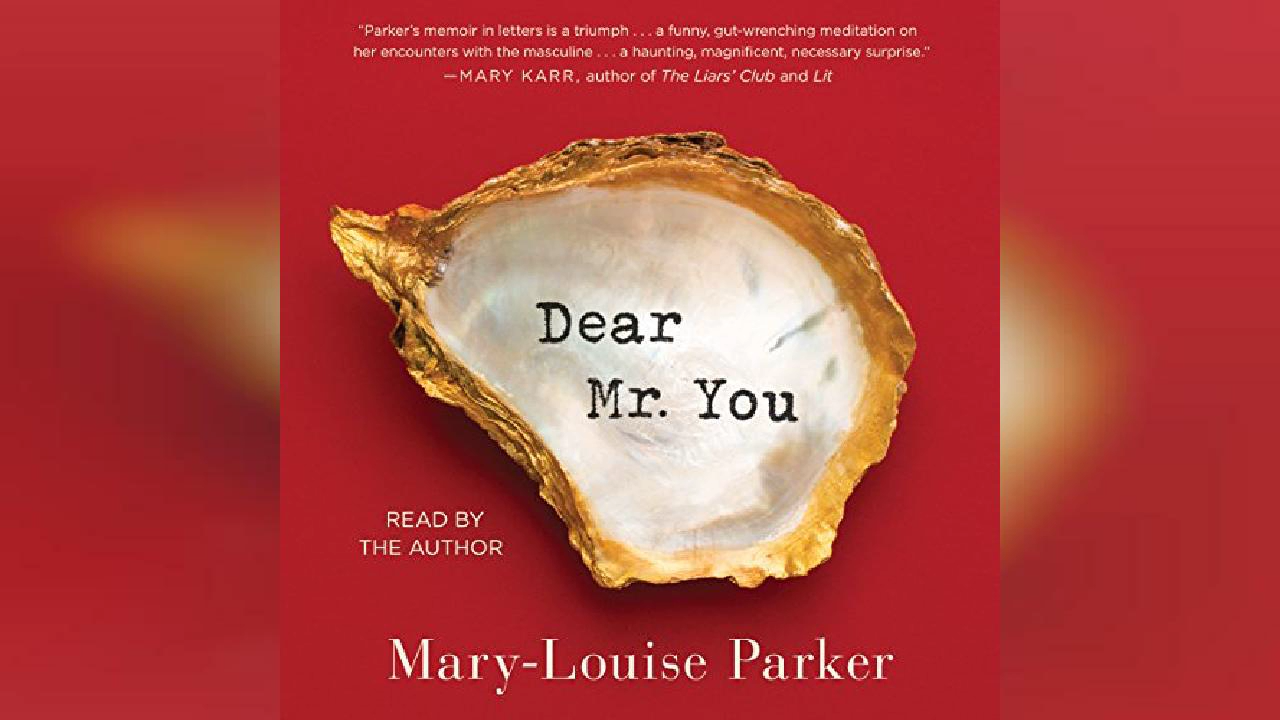 “Parker’s memoir in letters is a triumph . . . a funny, gut-wrenching meditation on
her encounters with the masculine . . . a haunting, magnificent, necessary surprise.”
—MARY KARR, author of The Liars’ Club and Lit
Dear
Mr. You
READ BY
THE AUTHOR
Mary-Louise Parker